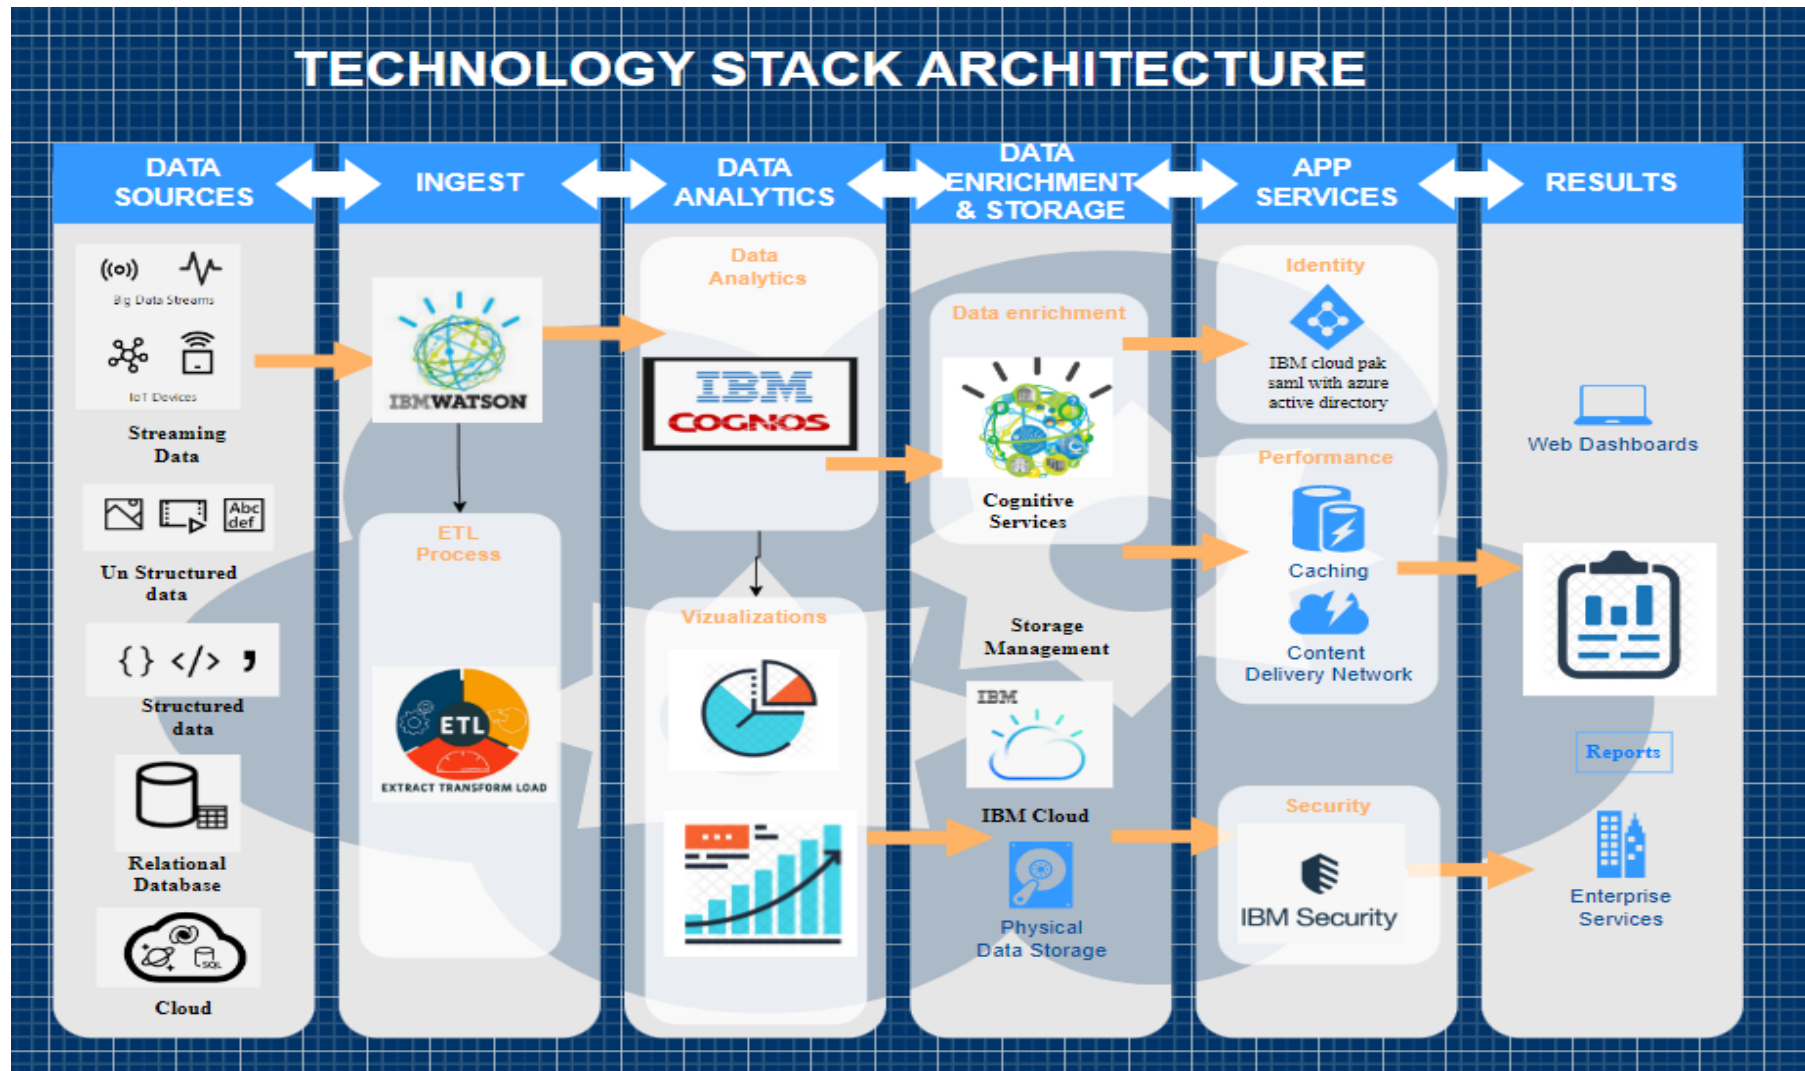 TECHNOLOGY STACK ARCHITECTURE
DATA
SOURCES
INGEST
DATA
ANALYTICS
DATA
ENRICHMENT
& STORAGE
APP
SERVICES
RESULTS
Big Data Streams
IoT Devices
Streaming
Data
Abc
def
Un Structured
data
{} </> ,
Structured
data
Relational
Database
SQL
Cloud
IBMWATSON
ETL
Process
ETL
EXTRACT TRANSFORM LOAD
Data
Analytics
IBM
COGNOS
Vizualizations
Data enrichment
Cognitive
Services
Storage
Management
IBM
IBM Cloud
Physical
Data Storage
Identity
IBM cloud pak
saml with azure
active directory
Performance
Caching
Content
Delivery Network
Security
IBM Security
Web Dashboards
Reports
Enterprise
Services